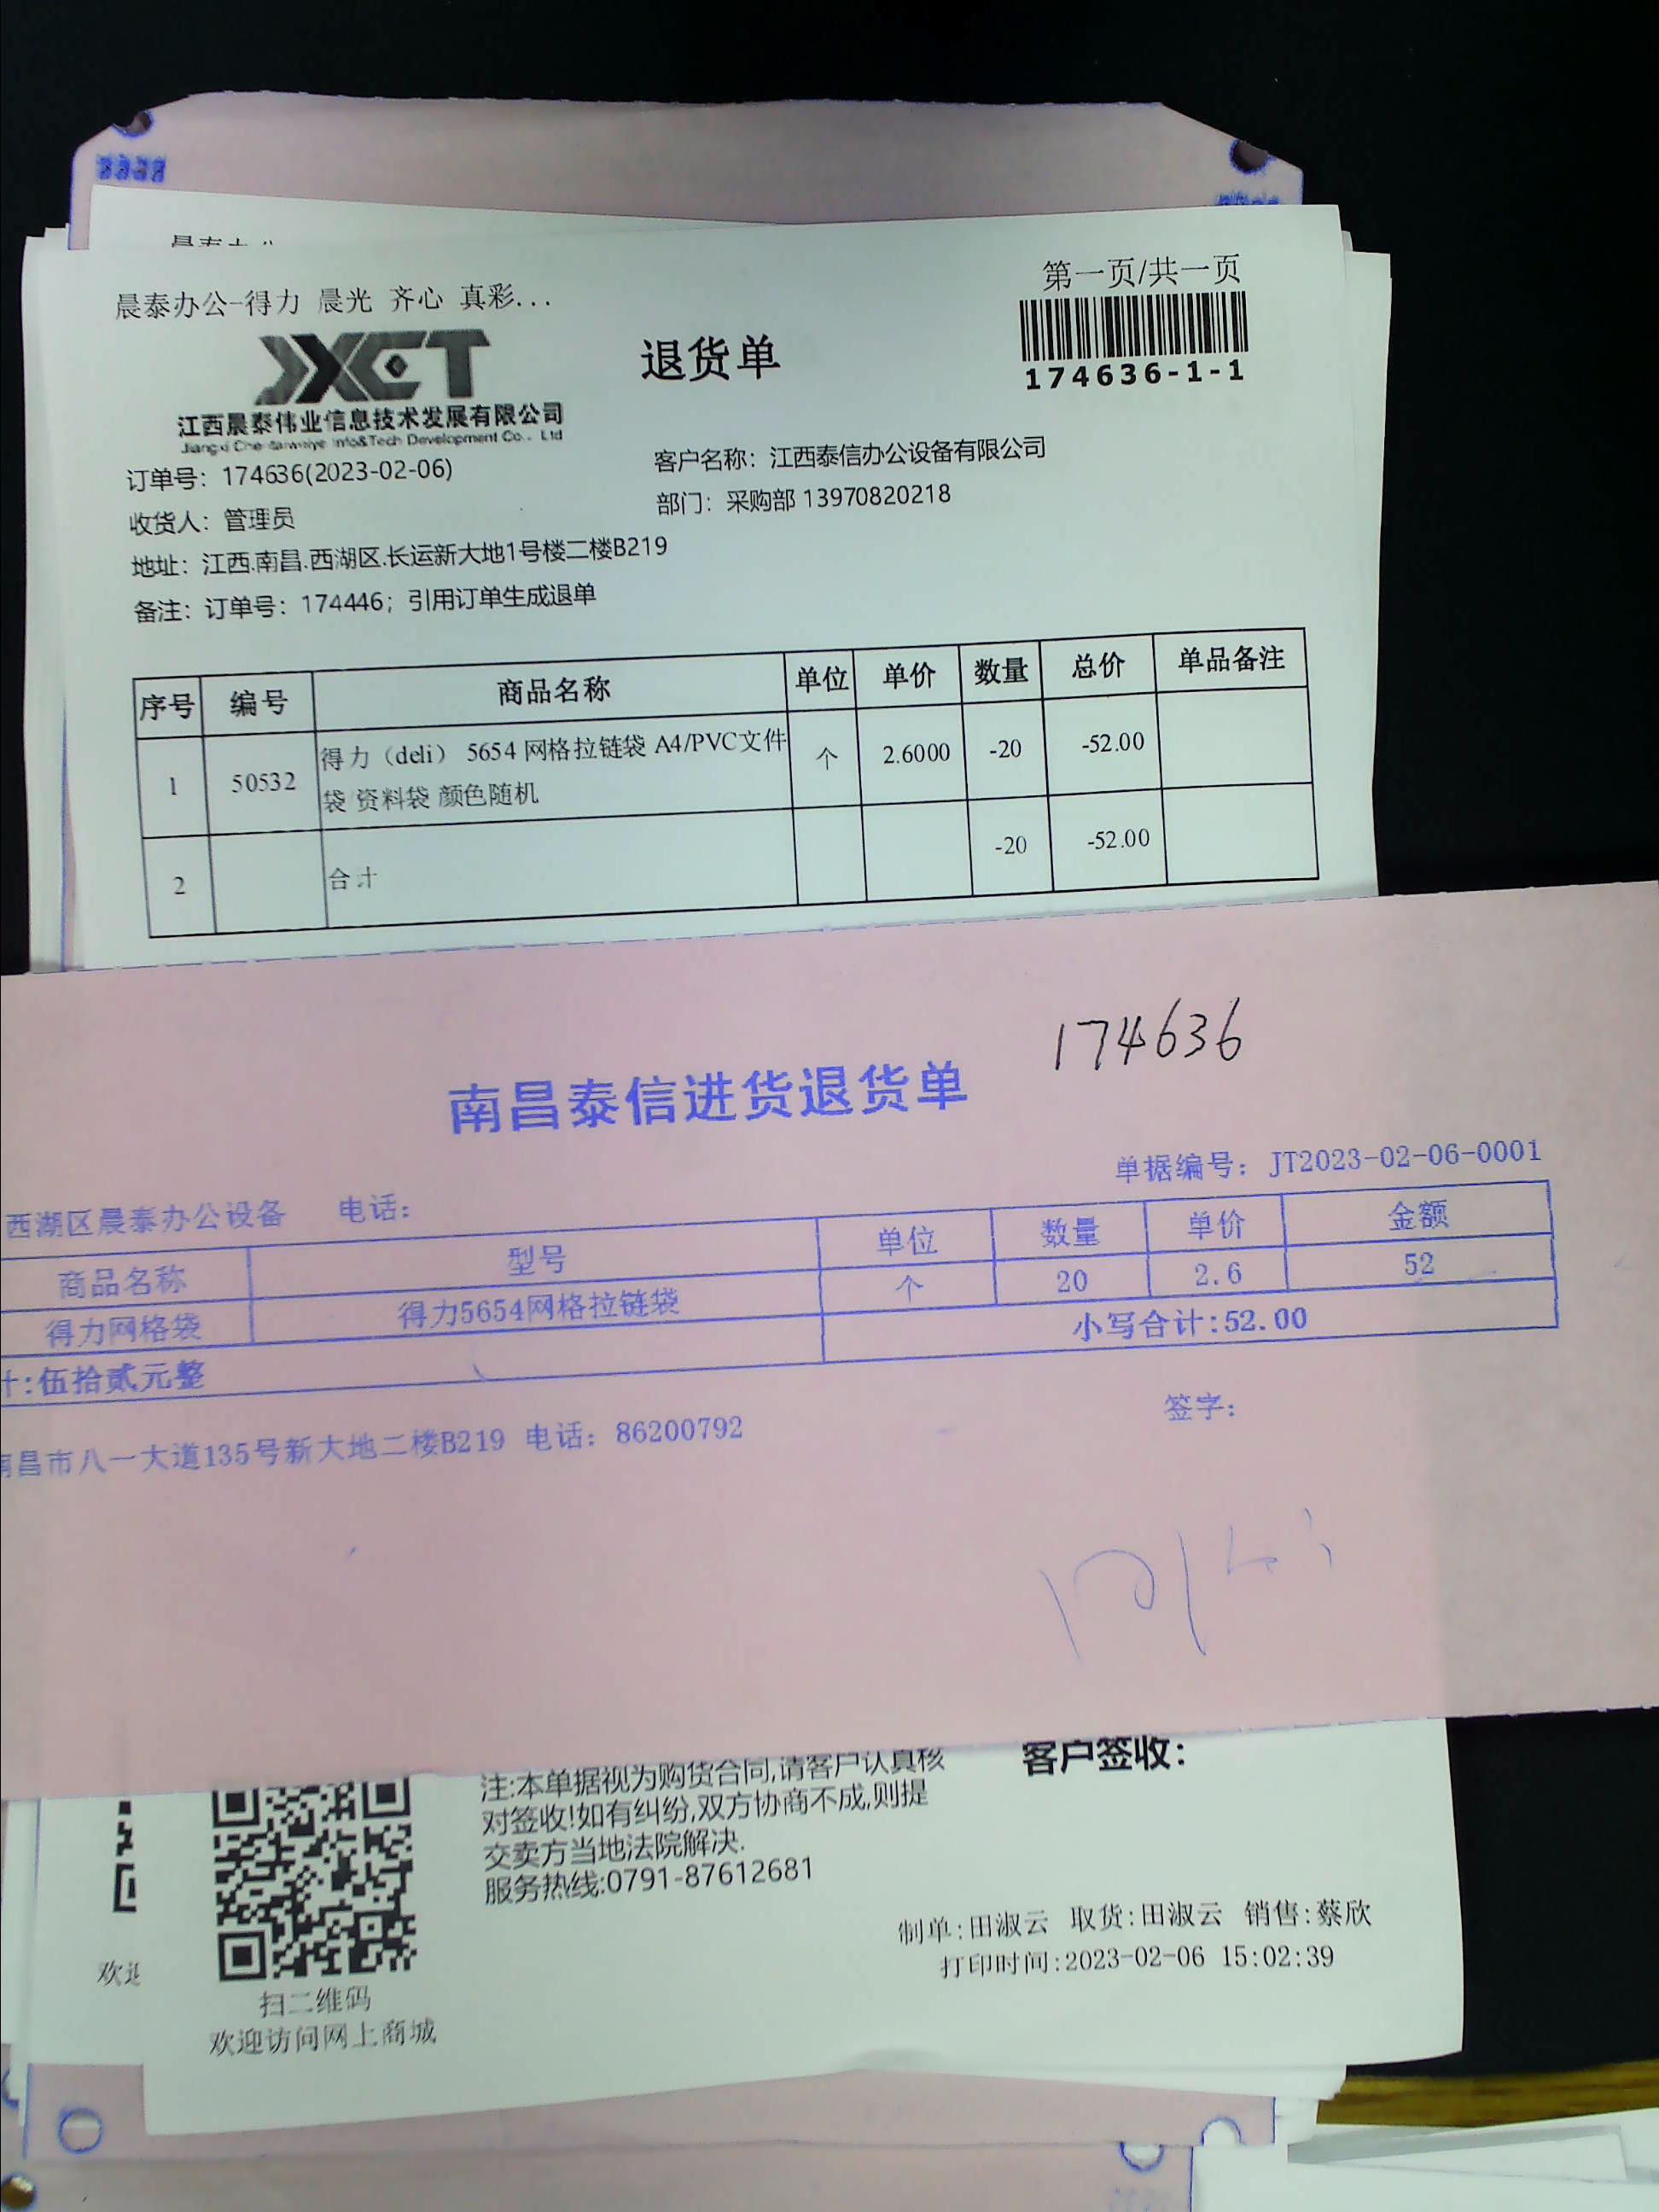 晨泰办公-得力 晨光 齐心 真彩...
第一页/共一页
JXCT
退货单
174636-1-1
江西晨泰伟业信息技术发展有限公司
订单号：174636(2023-02-06)
客户名称：江西泰信办公设备有限公司
收货人：管理员
部门：采购部 13970820218
地址：江西.南昌.西湖区.长运新大地1号楼二楼B219
备注：订单号：174446；引用订单生成退单
序号 编号 商品名称 单位 单价 数量 总价 单品备注
1 50532 得力（deli） 5654 网格拉链袋 A4/PVC文件 个 2.6000 -20 -52.00
袋/资料袋 颜色随机
2 合计 -20 -52.00
174636
南昌泰信进货退货单
单据编号：JT2023-02-06-0001
西湖区晨泰办公设备 电话：
商品名称 型号 单位 数量 单价 金额
得力网格袋 得力5654网格拉链袋 个 20 2.6 52
计:伍拾贰元整 小写合计:52.00
南昌市八一大道135号新大地二楼B219 电话：86200792
签字：
注:本单据视为购货合同,请客户认真核
对签收!如有纠纷,双方协商不成,则提
交卖方当地法院解决.
服务热线:0791-87612681
客户签收：
制单:田淑云 取货:田淑云 销售:蔡欣
打印时间:2023-02-06 15:02:39
扫二维码
欢迎访问网上商城
欢迎